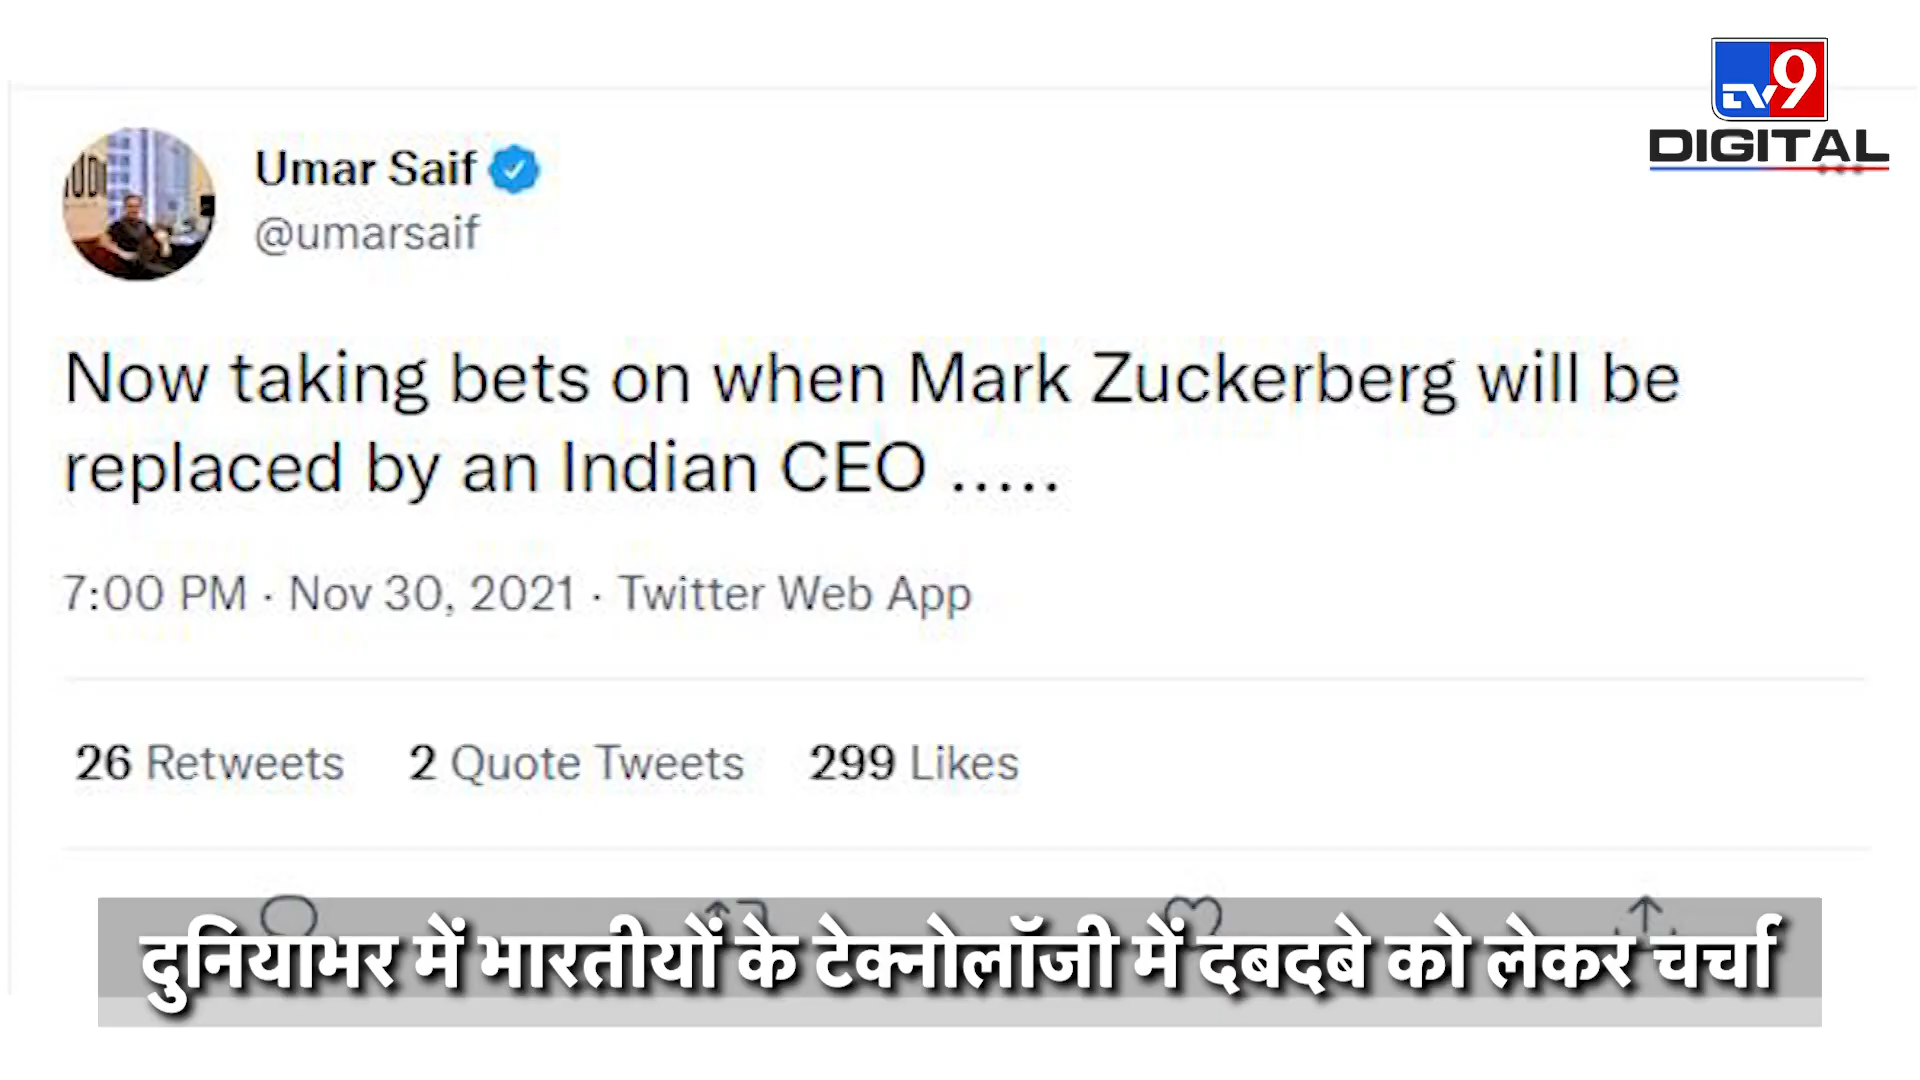 TV9
DIGITAL
Umar Saif
@umarsaif
Now taking bets on when Mark Zuckerberg will be
replaced by an Indian CEO .....
7:00 PM · Nov 30, 2021 · Twitter Web App
26 Retweets 2 Quote Tweets 299 Likes
दुनियाभर में भारतीयों के टेक्नोलॉजी में दबदबे को लेकर चर्चा